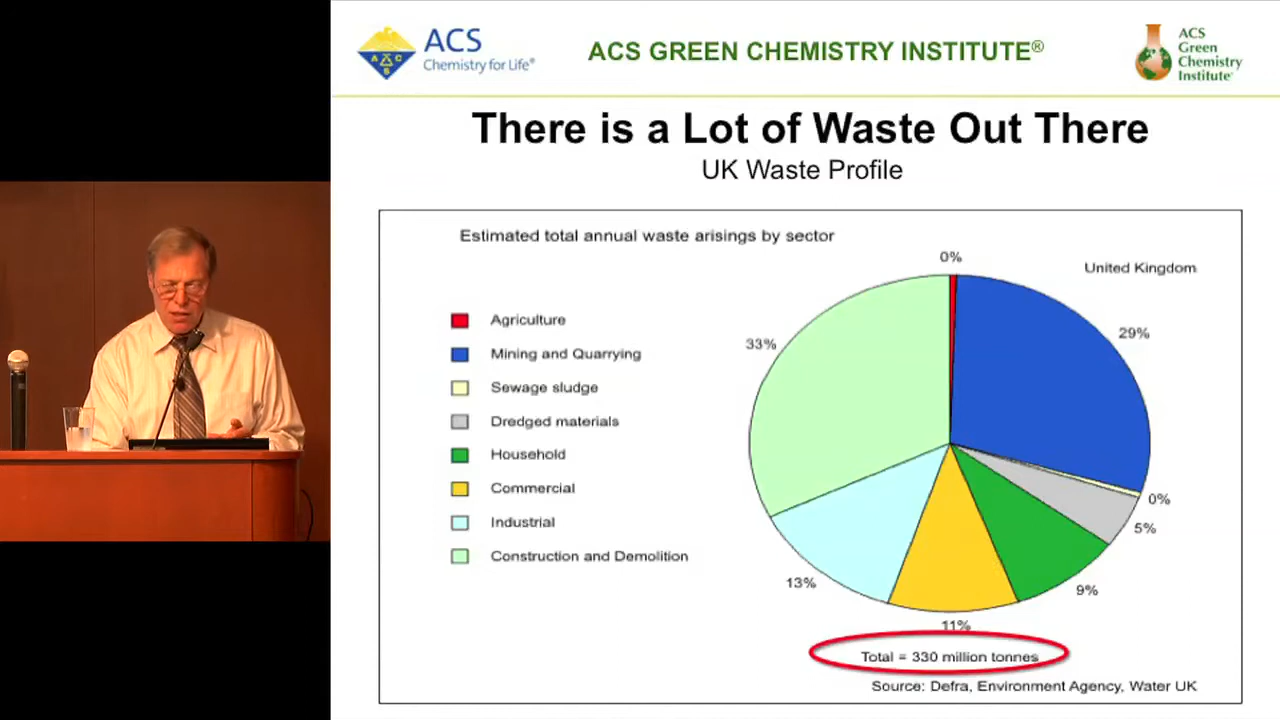 ACS
Chemistry for Life®
A C S
ACS GREEN CHEMISTRY INSTITUTE®
ACS
Green
Chemistry
Institute®
There is a Lot of Waste Out There
UK Waste Profile
Estimated total annual waste arisings by sector
United Kingdom
Agriculture
Mining and Quarrying
Sewage sludge
Dredged materials
Household
Commercial
Industrial
Construction and Demolition
0%
29%
0%
5%
9%
11%
13%
33%
Total = 330 million tonnes
Source: Defra, Environment Agency, Water UK